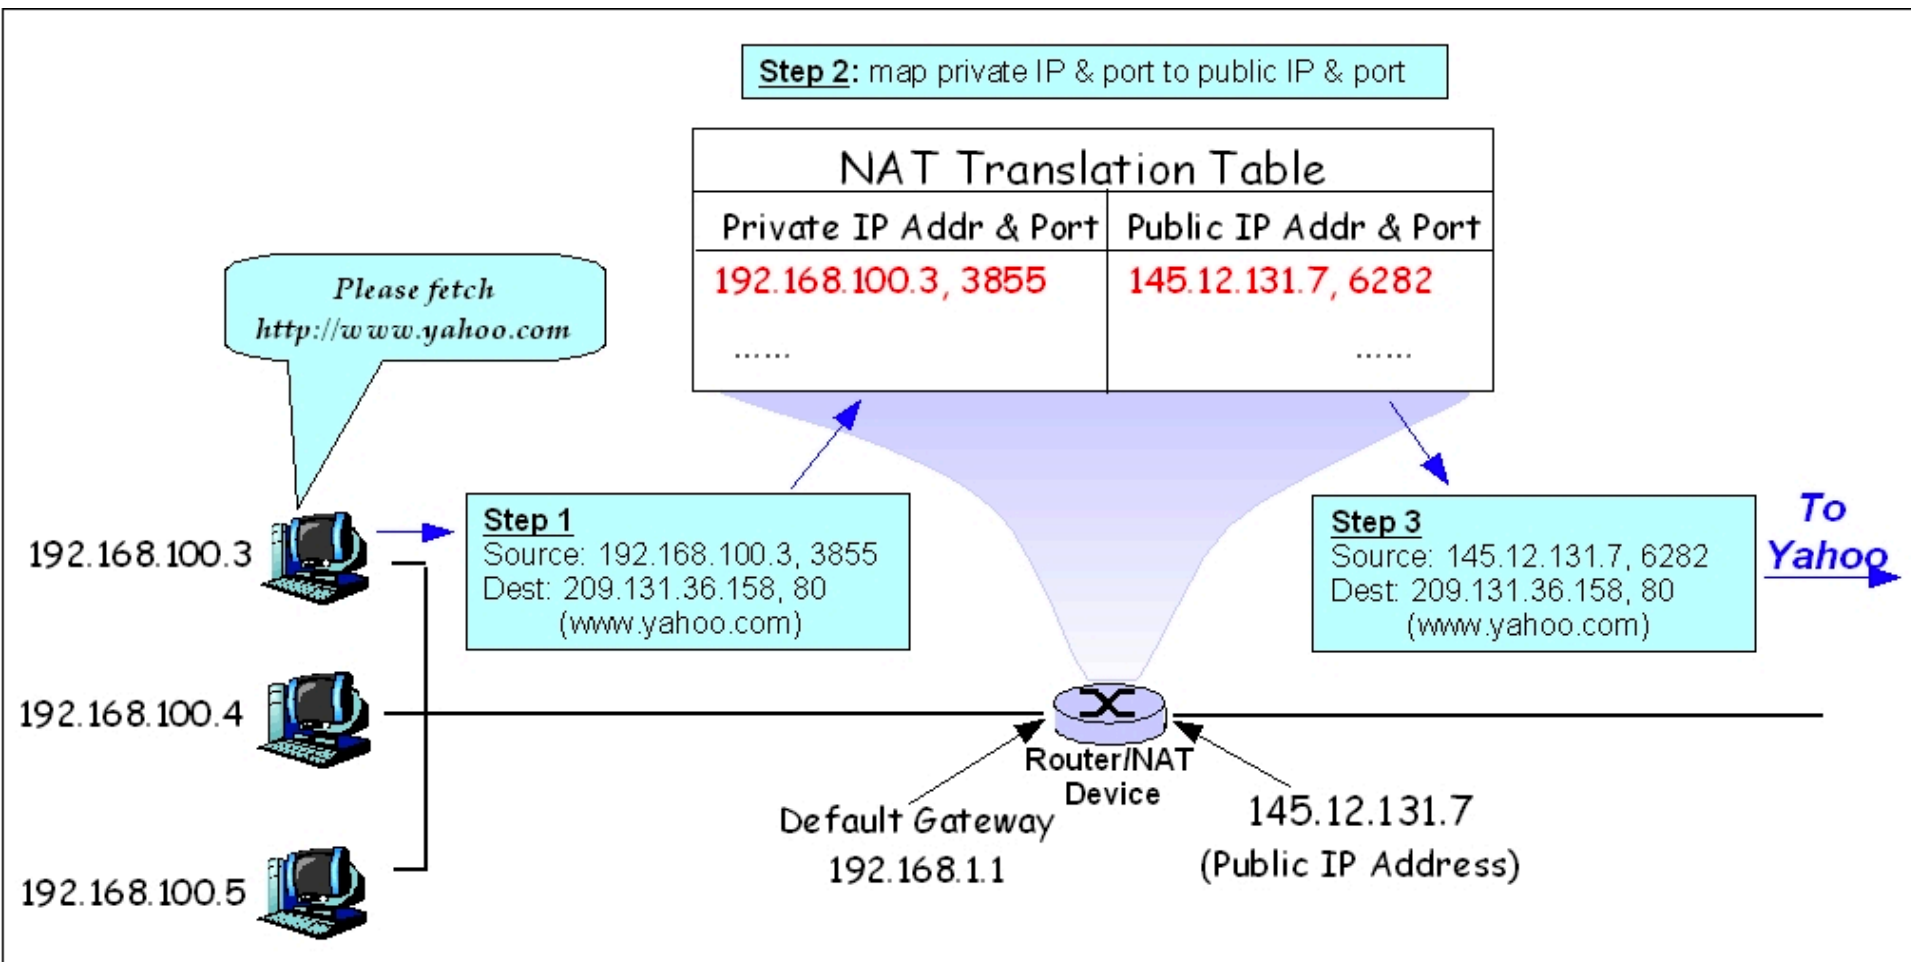 Step 2: map private IP & port to public IP & port
NAT Translation Table
Private IP Addr & Port
Public IP Addr & Port
192.168.100.3, 3855
145.12.131.7, 6282
......
......
Please fetch
http://www.yahoo.com
192.168.100.3
Step 1
Source: 192.168.100.3, 3855
Dest: 209.131.36.158, 80
(www.yahoo.com)
Step 3
Source: 145.12.131.7, 6282
Dest: 209.131.36.158, 80
(www.yahoo.com)
To
Yahoo
192.168.100.4
Router/NAT
Device
Default Gateway
192.168.1.1
145.12.131.7
(Public IP Address)
192.168.100.5